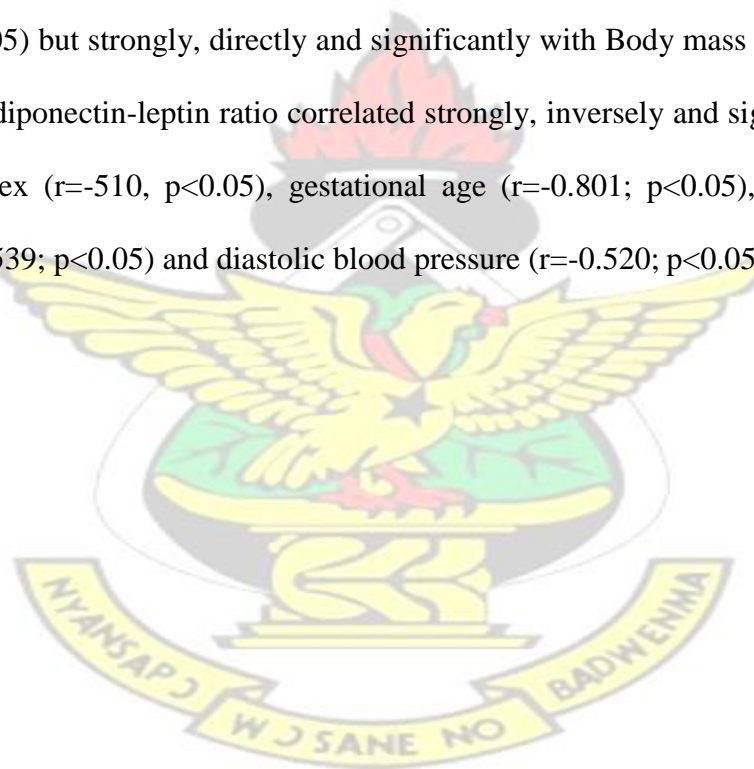 05) but strongly, directly and significantly with Body mass
diponectin-leptin ratio correlated strongly, inversely and sig
ex (r=-510, p<0.05), gestational age (r=-0.801; p<0.05),
539; p<0.05) and diastolic blood pressure (r=-0.520; p<0.05
NYANSAPƆ WƆSANE NO BADWENMA